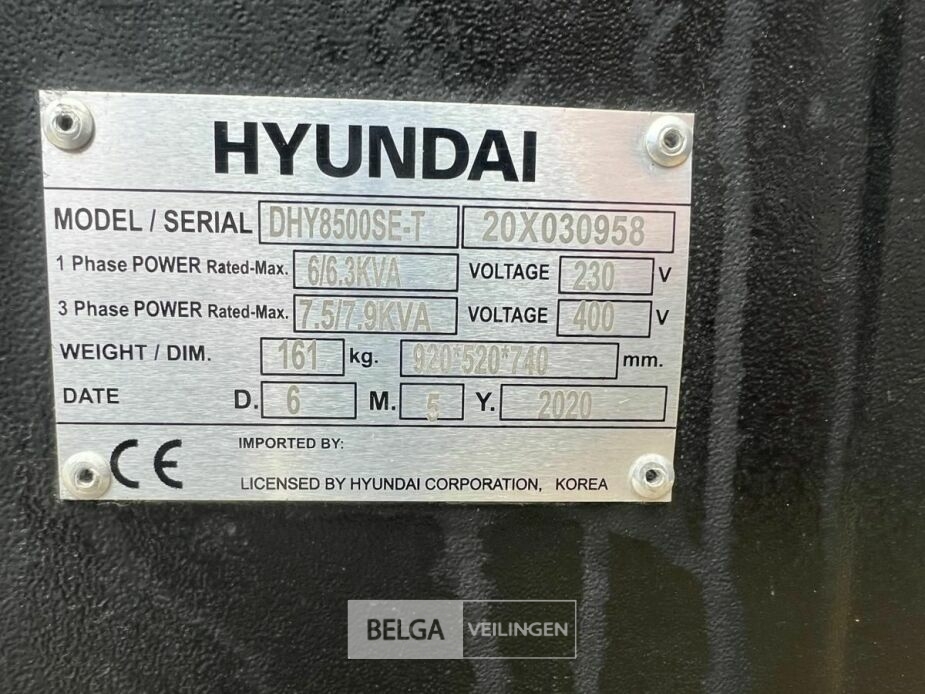 HYUNDAI
MODEL / SERIAL DHY8500SE-T 20X030958
1 Phase POWER Rated-Max. 6/6.3KVA VOLTAGE 230 V
3 Phase POWER Rated-Max. 7.5/7.9KVA VOLTAGE 400 V
WEIGHT / DIM. 161 kg. 920*520*740 mm.
DATE D. 6 M. 5 Y. 2020
CE IMPORTED BY:
LICENSED BY HYUNDAI CORPORATION, KOREA
BELGA VEILINGEN